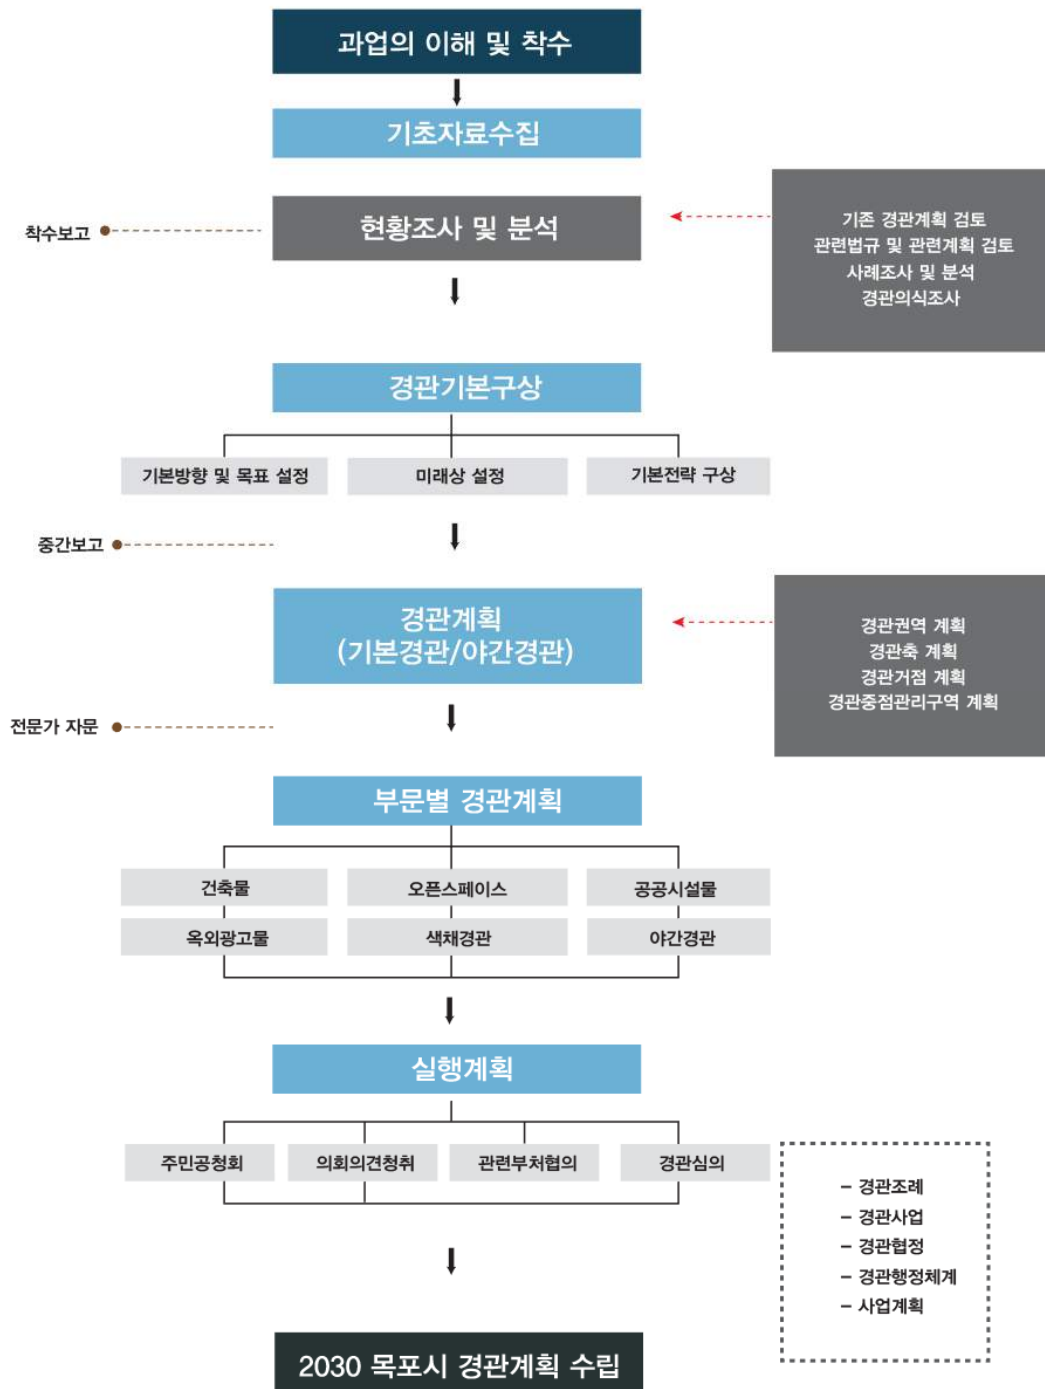 과업의 이해 및 착수
기초자료수집
현황조사 및 분석
착수보고
기존 경관계획 검토
관련법규 및 관련계획 검토
사례조사 및 분석
경관의식조사
경관기본구상
기본방향 및 목표 설정
미래상 설정
기본전략 구상
중간보고
경관계획
(기본경관/야간경관)
경관권역 계획
경관축 계획
경관거점 계획
경관중점관리구역 계획
전문가 자문
부문별 경관계획
건축물
오픈스페이스
공공시설물
옥외광고물
색채경관
야간경관
실행계획
주민공청회
의회의견청취
관련부처협의
경관심의
– 경관조례
– 경관사업
– 경관협정
– 경관행정체계
– 사업계획
2030 목포시 경관계획 수립